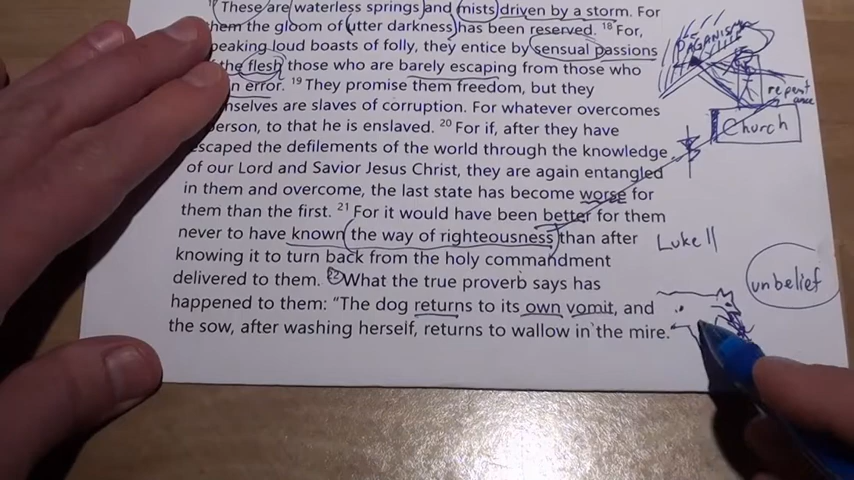 17 These are waterless springs and mists driven by a storm. For
them the gloom of utter darkness has been reserved. 18 For,
speaking loud boasts of folly, they entice by sensual passions
of the flesh those who are barely escaping from those who
in error. 19 They promise them freedom, but they
themselves are slaves of corruption. For whatever overcomes
person, to that he is enslaved. 20 For if, after they have
escaped the defilements of the world through the knowledge
of our Lord and Savior Jesus Christ, they are again entangled
in them and overcome, the last state has become worse for
them than the first. 21 For it would have been better for them
never to have known the way of righteousness than after
knowing it to turn back from the holy commandment
delivered to them. What the true proverb says has
happened to them: “The dog returns to its own vomit, and
the sow, after washing herself, returns to wallow in the mire.
PAGANISM
repent
ance
Church
Luke 11
unbelief